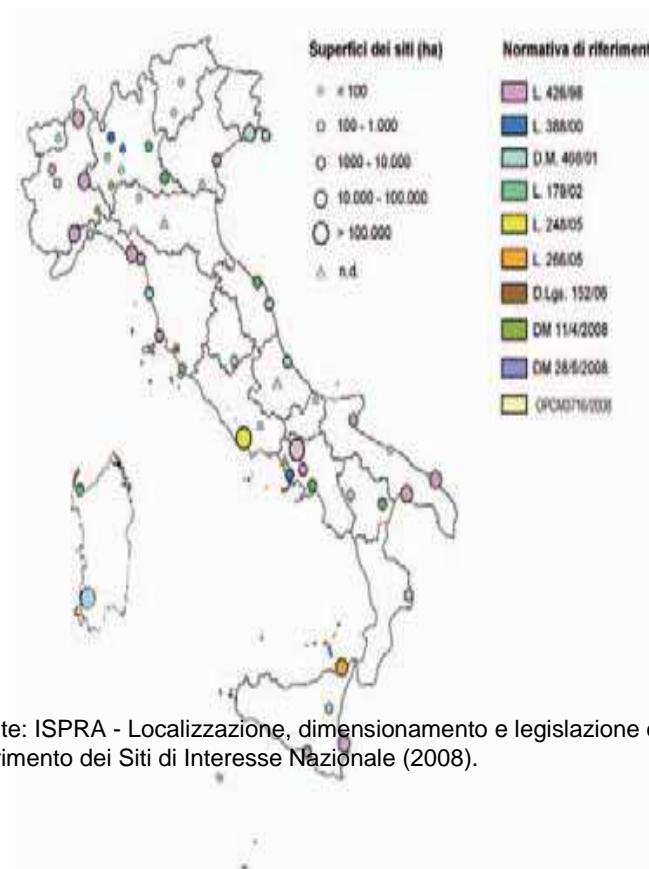 Superfici dei siti (ha)
< 100
100 - 1.000
1000 - 10.000
10.000 - 100.000
> 100.000
n.d.
Normativa di riferiment
L. 426/98
L. 388/00
D.M. 468/01
L. 179/02
L. 248/05
L. 266/05
D.Lgs. 152/06
DM 11/4/2008
DM 28/5/2008
OPCM3716/2008
te: ISPRA - Localizzazione, dimensionamento e legislazione
rimento dei Siti di Interesse Nazionale (2008).